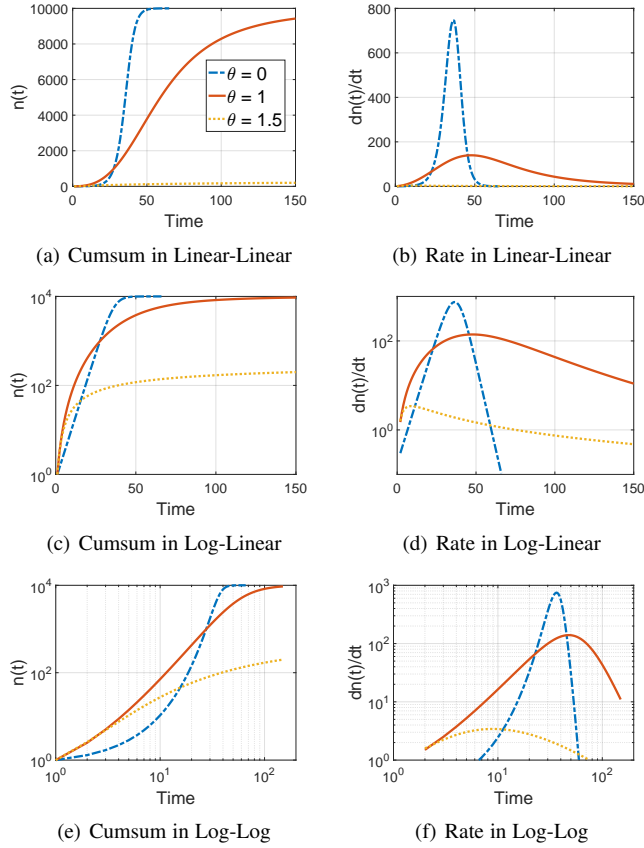 10000
8000
6000
4000
2000
0
0 50 100 150
n(t)
Time
θ = 0
θ = 1
θ = 1.5
(a) Cumsum in Linear-Linear
800
600
400
200
0
0 50 100 150
dn(t)/dt
Time
(b) Rate in Linear-Linear
10^4
10^2
10^0
0 50 100 150
n(t)
Time
(c) Cumsum in Log-Linear
10^2
10^0
0 50 100 150
dn(t)/dt
Time
(d) Rate in Log-Linear
10^4
10^2
10^0
10^0 10^1 10^2
n(t)
Time
(e) Cumsum in Log-Log
10^3
10^2
10^1
10^0
10^0 10^1 10^2
dn(t)/dt
Time
(f) Rate in Log-Log